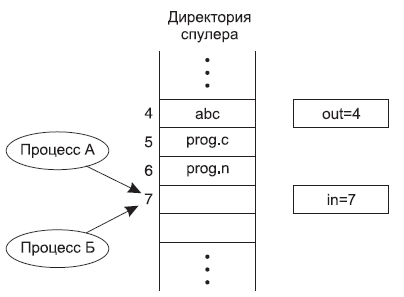 Директория
спулера
4 abc out=4
5 prog.c
Процесс А
6 prog.n
7 in=7
Процесс Б